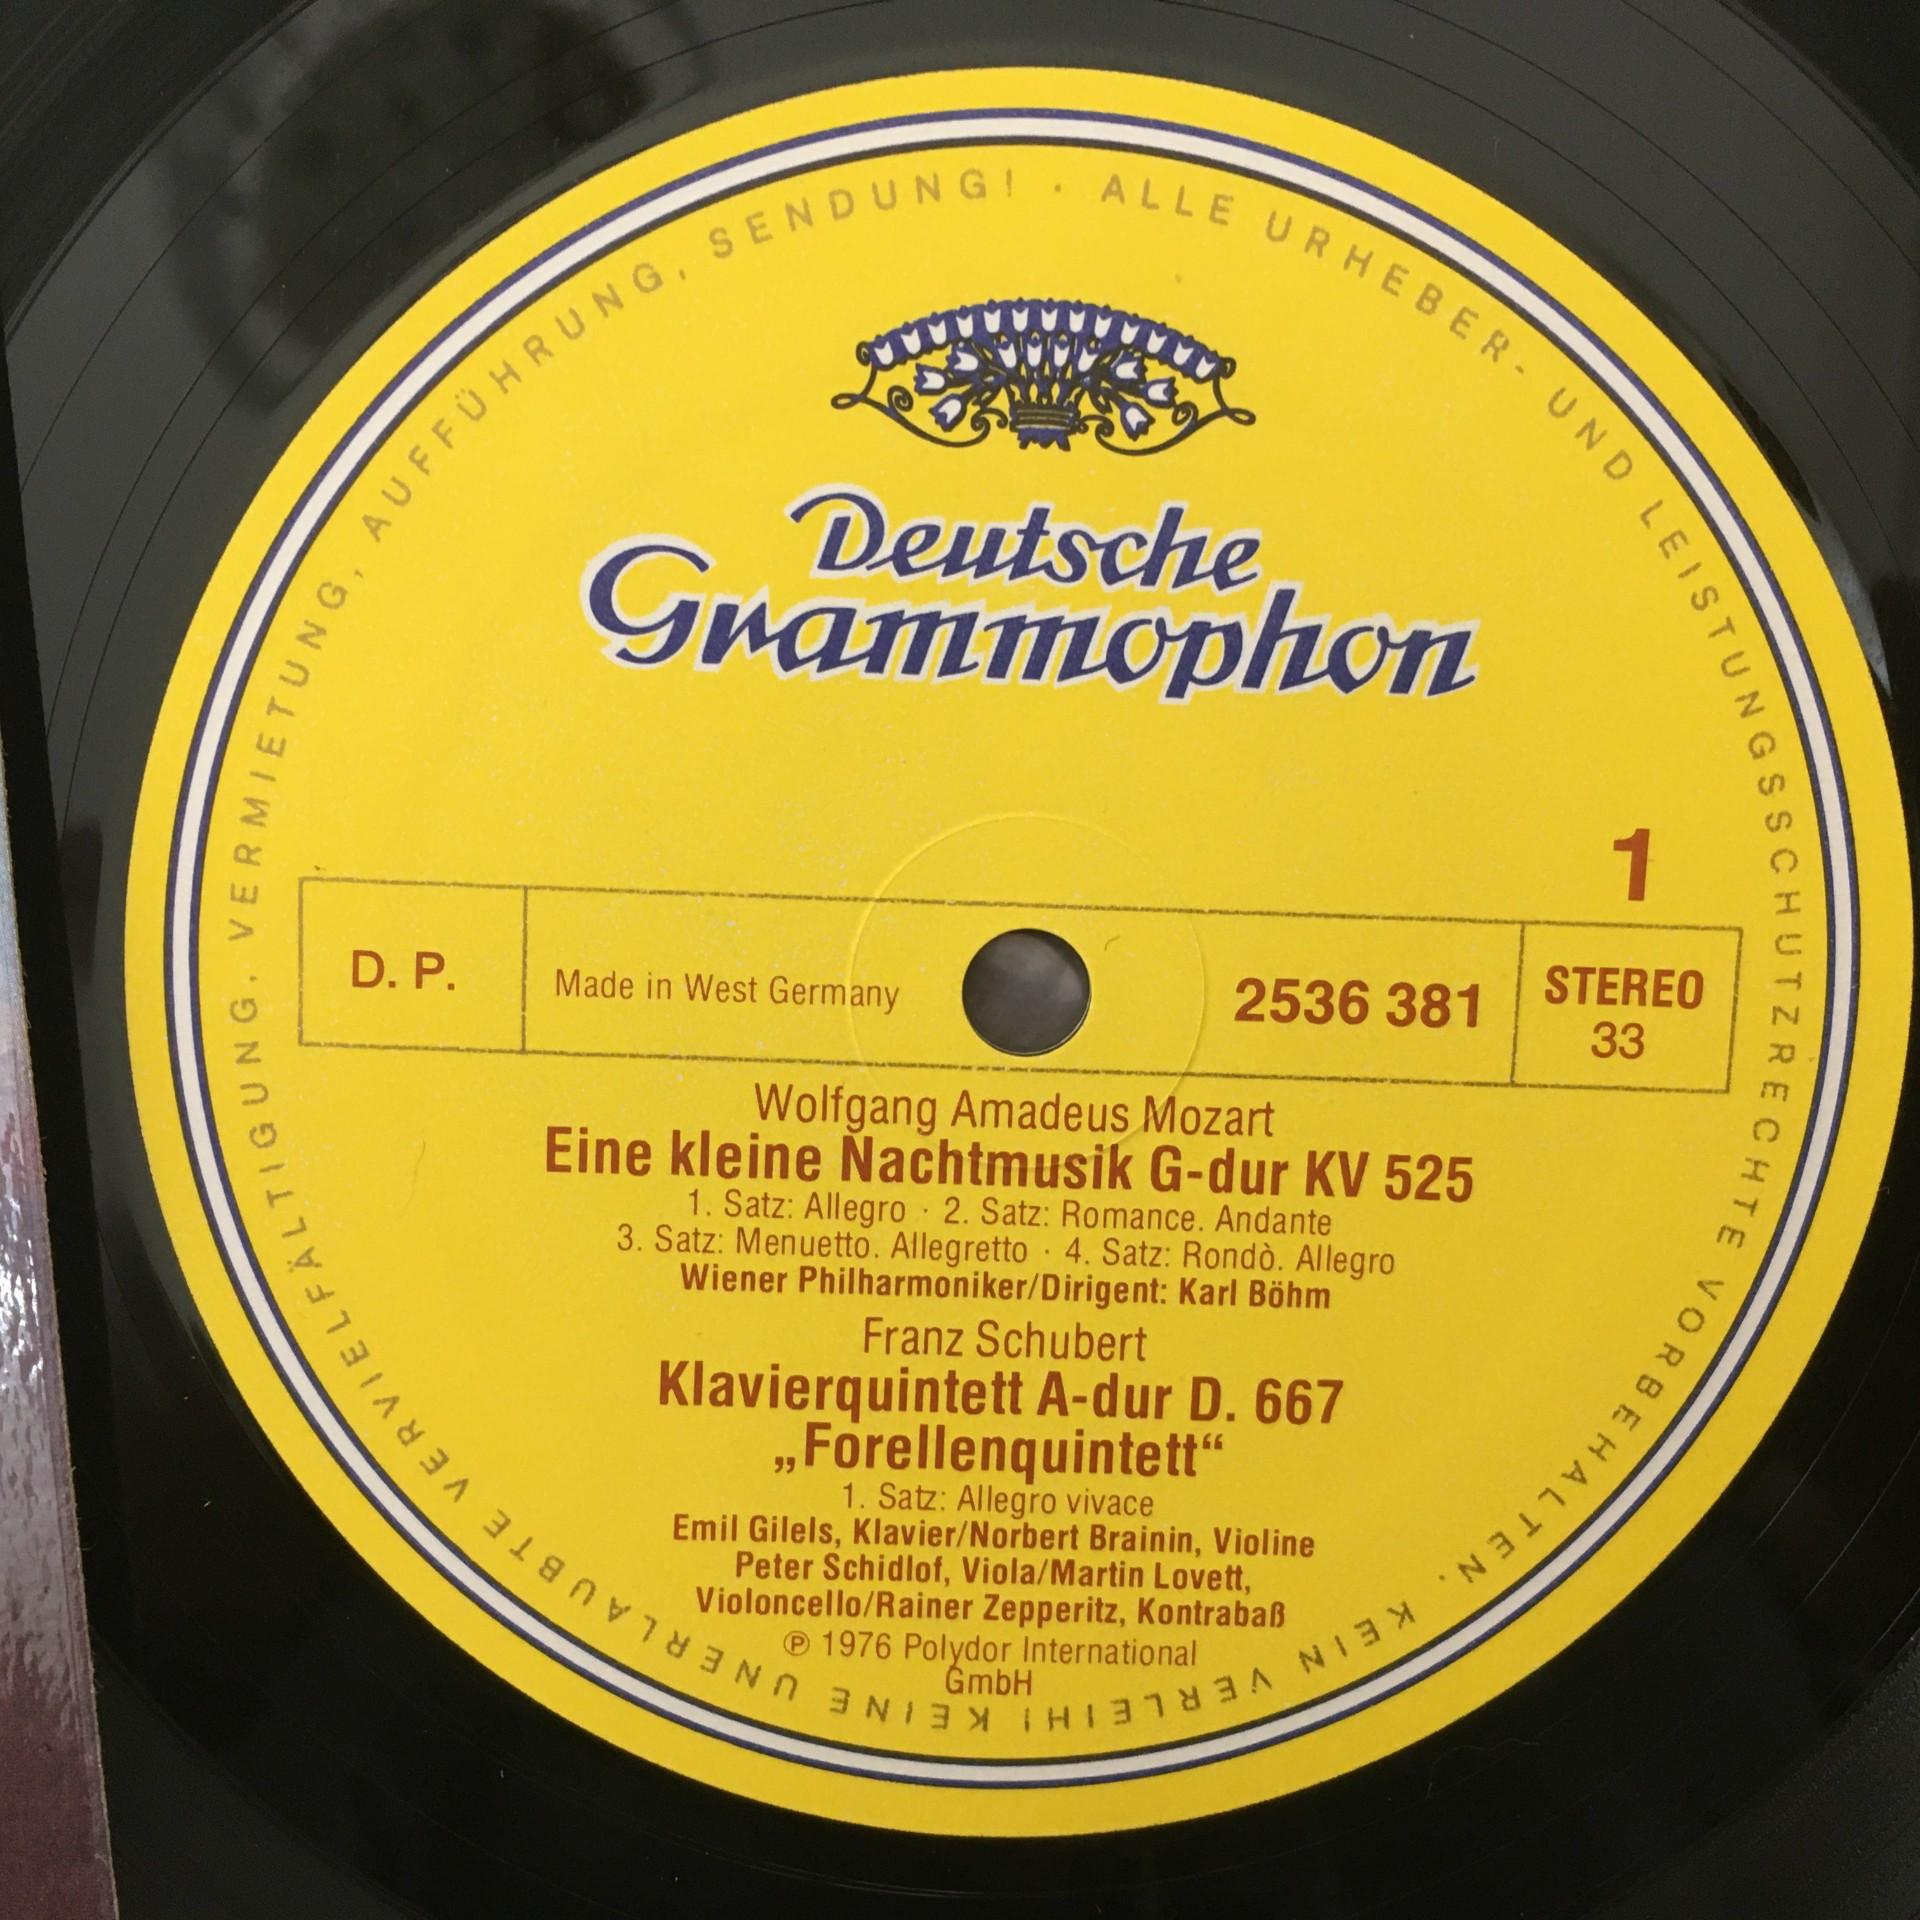 ALLE URHEBER- UND LEISTUNGSSCHUTZRECHTE VORBEHALTEN. KEIN VERLEIH! KEINE UNERLAUBTE VERVIELFÄLTIGUNG, VERMIETUNG, AUFFÜHRUNG, SENDUNG! ·
Deutsche
Grammophon
1
D. P.
Made in West Germany
2536 381
STEREO
33
Wolfgang Amadeus Mozart
Eine kleine Nachtmusik G-dur KV 525
1. Satz: Allegro · 2. Satz: Romance. Andante
3. Satz: Menuetto. Allegretto · 4. Satz: Rondò. Allegro
Wiener Philharmoniker/Dirigent: Karl Böhm
Franz Schubert
Klavierquintett A-dur D. 667
„Forellenquintett“
1. Satz: Allegro vivace
Emil Gilels, Klavier/Norbert Brainin, Violine
Peter Schidlof, Viola/Martin Lovett,
Violoncello/Rainer Zepperitz, Kontrabaß
℗ 1976 Polydor International
GmbH